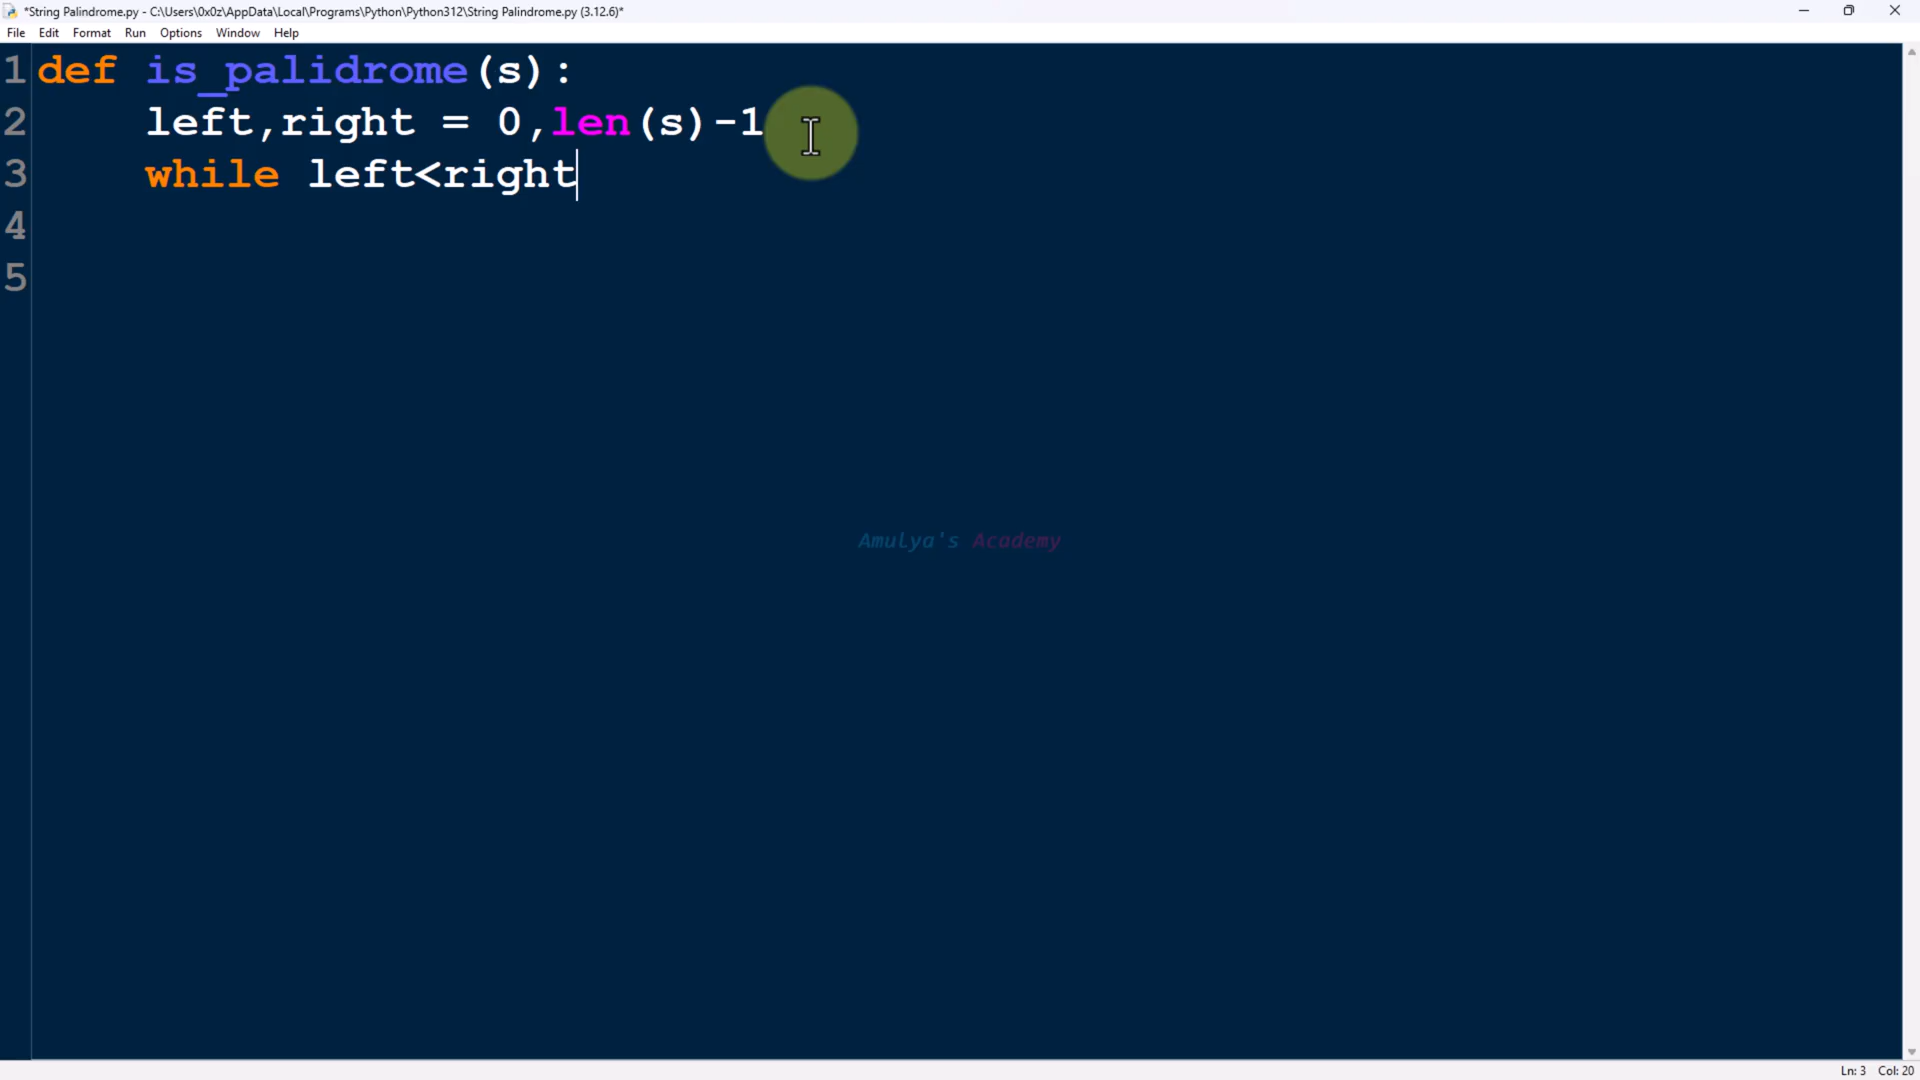 *String Palindrome.py - C:\Users\0x0z\AppData\Local\Programs\Python\Python312\String Palindrome.py (3.12.6)*
File Edit Format Run Options Window Help
1 def is_palidrome(s):
2     left,right = 0,len(s)-1
3     while left<right
4
5
Amulya's Academy
Ln: 3 Col: 20